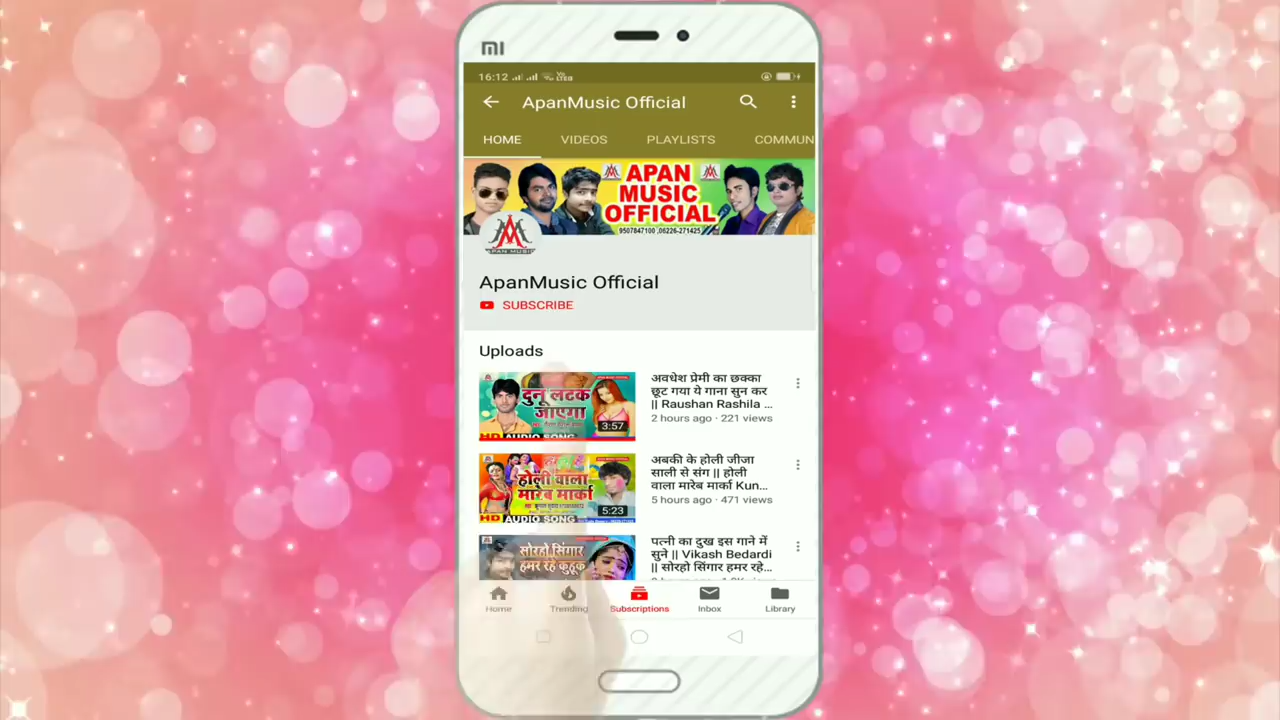 mi
16:12
ApanMusic Official
HOME VIDEOS PLAYLISTS COMMUN
APAN
MUSIC
OFFICIAL
9507847100 ,06226-271425
APAN MUSIC
ApanMusic Official
SUBSCRIBE
Uploads
दुनू लटक
जाएगा
3:57
HD AUDIO SONG
अवधेश प्रेमी का छक्का
छूट गया ये गाना सुन कर
|| Raushan Rashila ...
2 hours ago · 221 views
होली वाला
मारेब मार्का
5:23
HD AUDIO SONG
अबकी के होली जीजा
साली से संग || होली
वाला मारेब मार्का Kun...
5 hours ago · 471 views
सोरहो सिंगार
हमर रहे कुहूक
पत्नी का दुख इस गाने में
सुने || Vikash Bedardi
|| सोरहो सिंगार हमर रहे...
Home Trending Subscriptions Inbox Library